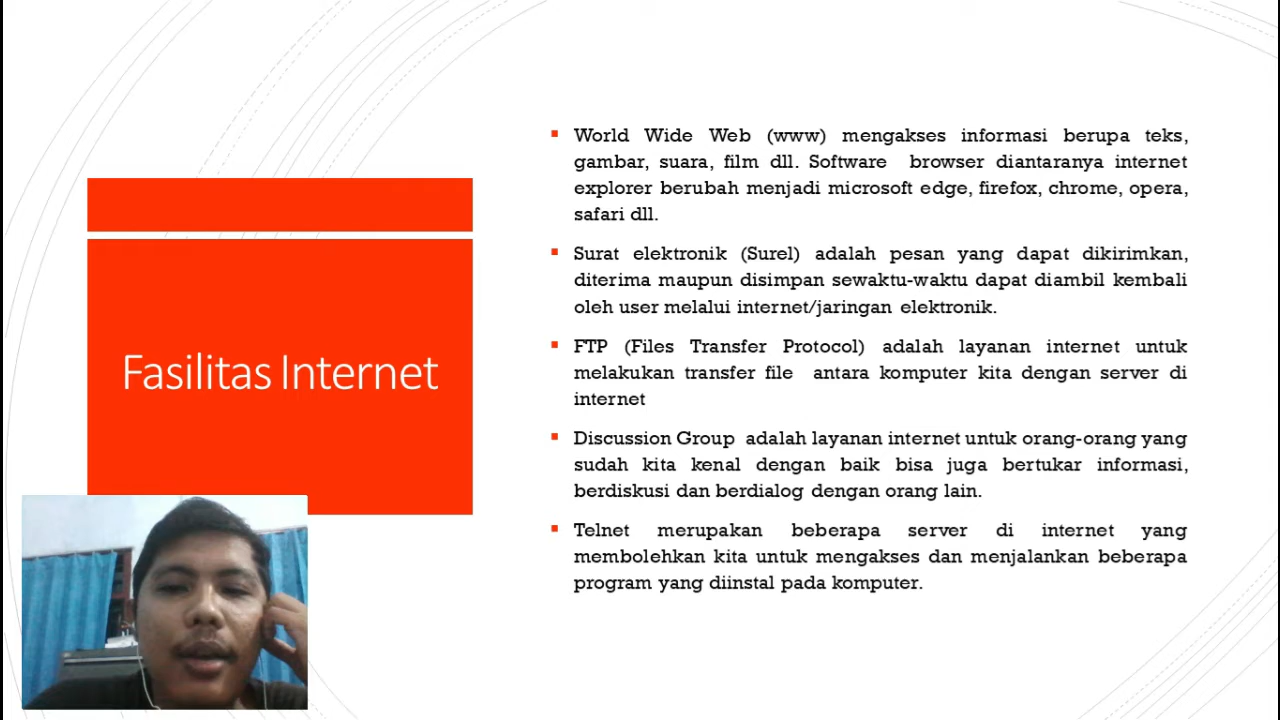 Fasilitas Internet
World Wide Web (www) mengakses informasi berupa teks,
gambar, suara, film dll. Software browser diantaranya internet
explorer berubah menjadi microsoft edge, firefox, chrome, opera,
safari dll.
Surat elektronik (Surel) adalah pesan yang dapat dikirimkan,
diterima maupun disimpan sewaktu-waktu dapat diambil kembali
oleh user melalui internet/jaringan elektronik.
FTP (Files Transfer Protocol) adalah layanan internet untuk
melakukan transfer file antara komputer kita dengan server di
internet
Discussion Group adalah layanan internet untuk orang-orang yang
sudah kita kenal dengan baik bisa juga bertukar informasi,
berdiskusi dan berdialog dengan orang lain.
Telnet merupakan beberapa server di internet yang
membolehkan kita untuk mengakses dan menjalankan beberapa
program yang diinstal pada komputer.